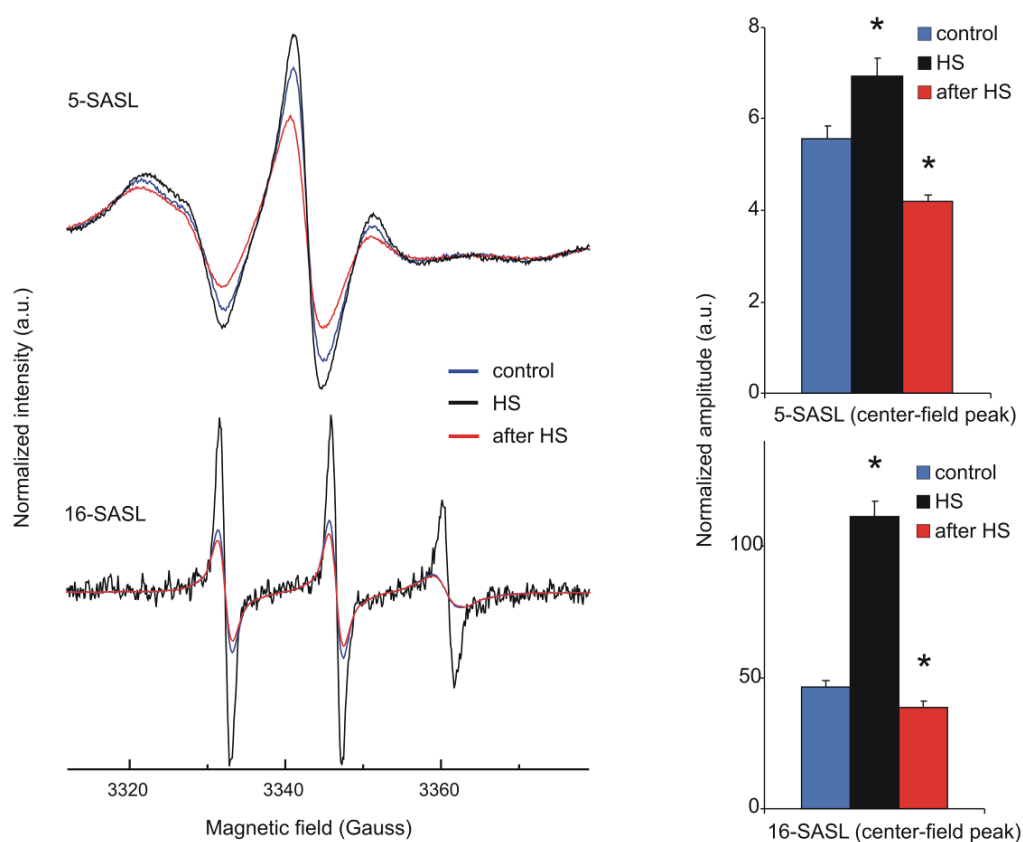 5-SASL
Normalized intensity (a.u.)
control
HS
after HS
16-SASL
3320
3340
3360
Magnetic field (Gauss)
Normalized amplitude (a.u.)
8
6
4
2
0
*
*
control
HS
after HS
5-SASL (center-field peak)
100
50
0
*
*
control
HS
after HS
16-SASL (center-field peak)